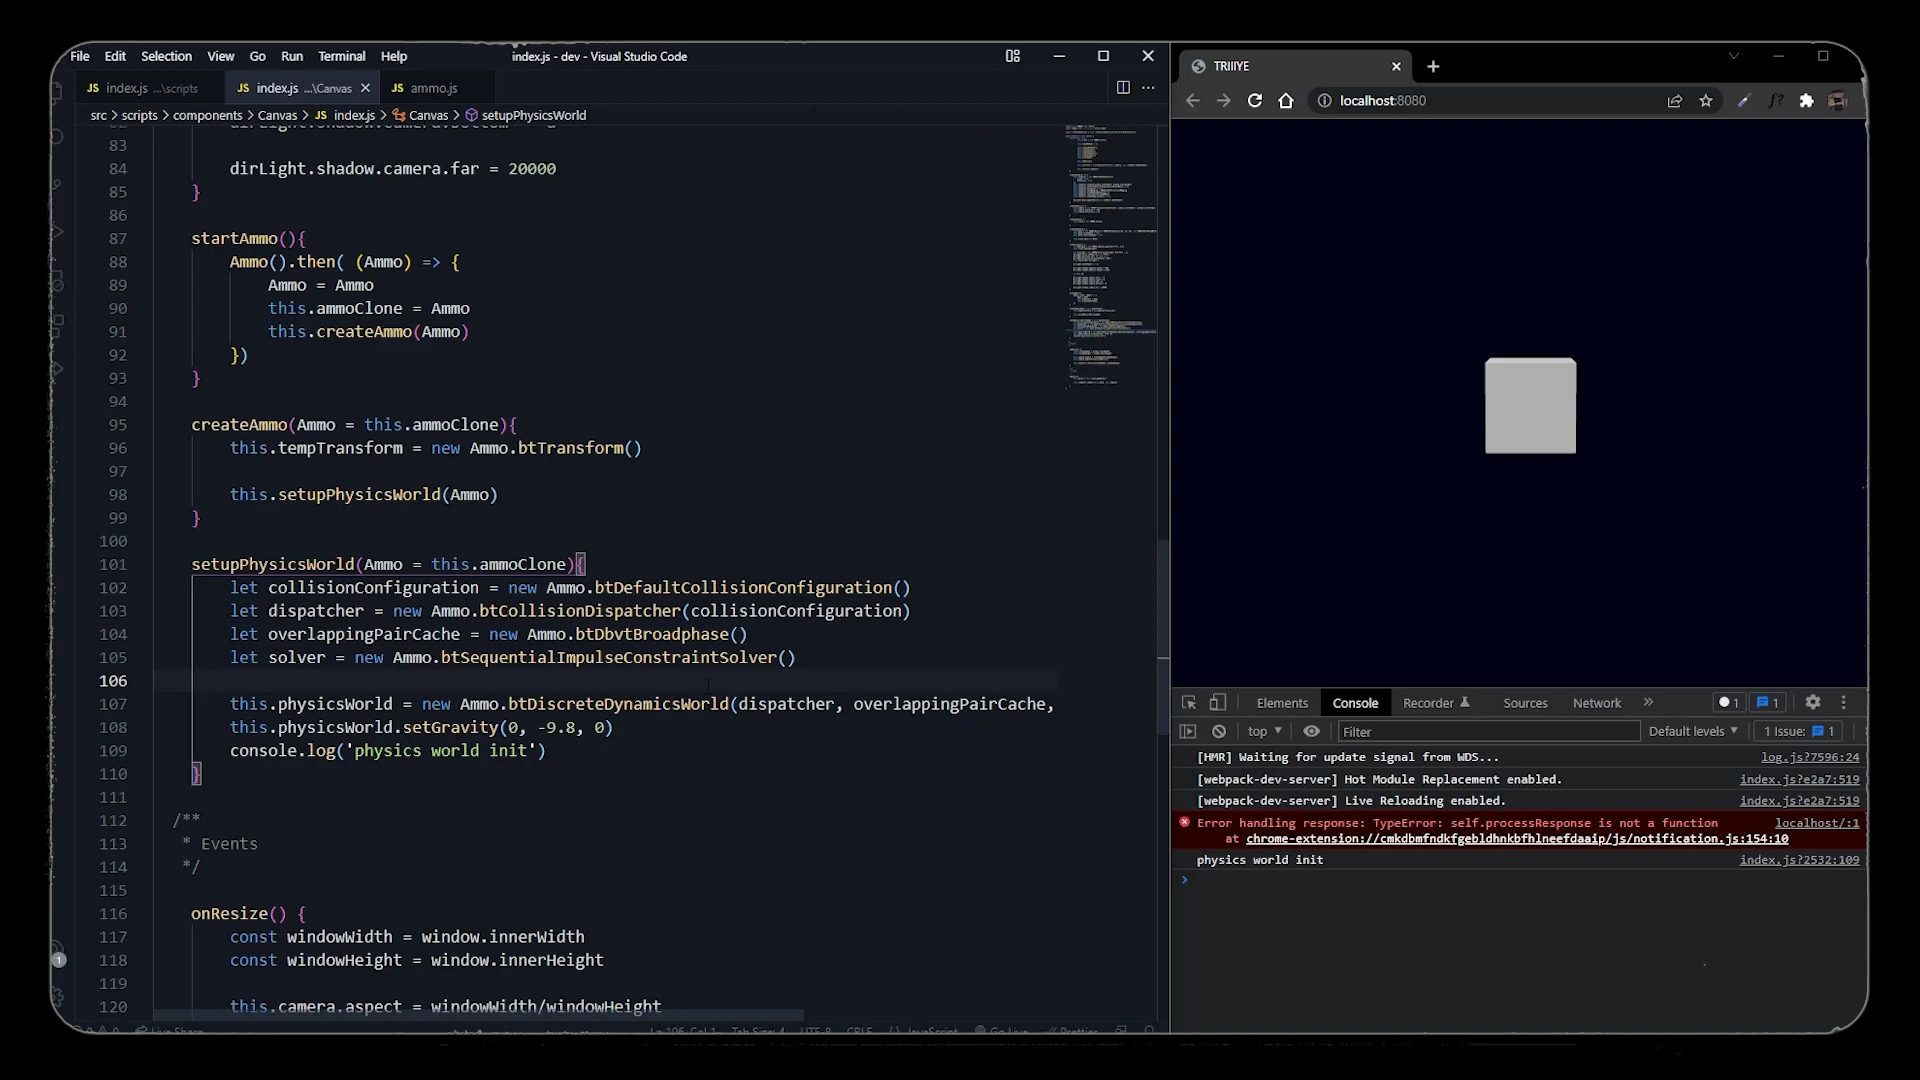 File Edit Selection View Go Run Terminal Help
index.js - dev - Visual Studio Code
JS index.js ...\scripts
JS index.js ...\Canvas
JS ammo.js
src > scripts > components > Canvas > JS index.js > Canvas > setupPhysicsWorld
83
84 dirLight.shadow.camera.far = 20000
85 }
86
87 startAmmo(){
88 Ammo().then( (Ammo) => {
89 Ammo = Ammo
90 this.ammoClone = Ammo
91 this.createAmmo(Ammo)
92 })
93 }
94
95 createAmmo(Ammo = this.ammoClone){
96 this.tempTransform = new Ammo.btTransform()
97
98 this.setupPhysicsWorld(Ammo)
99 }
100
101 setupPhysicsWorld(Ammo = this.ammoClone){
102 let collisionConfiguration = new Ammo.btDefaultCollisionConfiguration()
103 let dispatcher = new Ammo.btCollisionDispatcher(collisionConfiguration)
104 let overlappingPairCache = new Ammo.btDbvtBroadphase()
105 let solver = new Ammo.btSequentialImpulseConstraintSolver()
106
107 this.physicsWorld = new Ammo.btDiscreteDynamicsWorld(dispatcher, overlappingPairCache,
108 this.physicsWorld.setGravity(0, -9.8, 0)
109 console.log('physics world init')
110 }
111
112 /**
113 * Events
114 */
115
116 onResize() {
117 const windowWidth = window.innerWidth
118 const windowHeight = window.innerHeight
119
120 this.camera.aspect = windowWidth/windowHeight
1
TRIIIYE
localhost:8080
Elements Console Recorder Sources Network » 1 1
top Filter Default levels 1 Issue: 1
[HMR] Waiting for update signal from WDS... log.js?7596:24
[webpack-dev-server] Hot Module Replacement enabled. index.js?e2a7:519
[webpack-dev-server] Live Reloading enabled. index.js?e2a7:519
Error handling response: TypeError: self.processResponse is not a function localhost/:1
at chrome-extension://cmkdbmfndkfgebldhnkbfhlneefdaaip/js/notification.js:154:10
physics world init index.js?2532:109